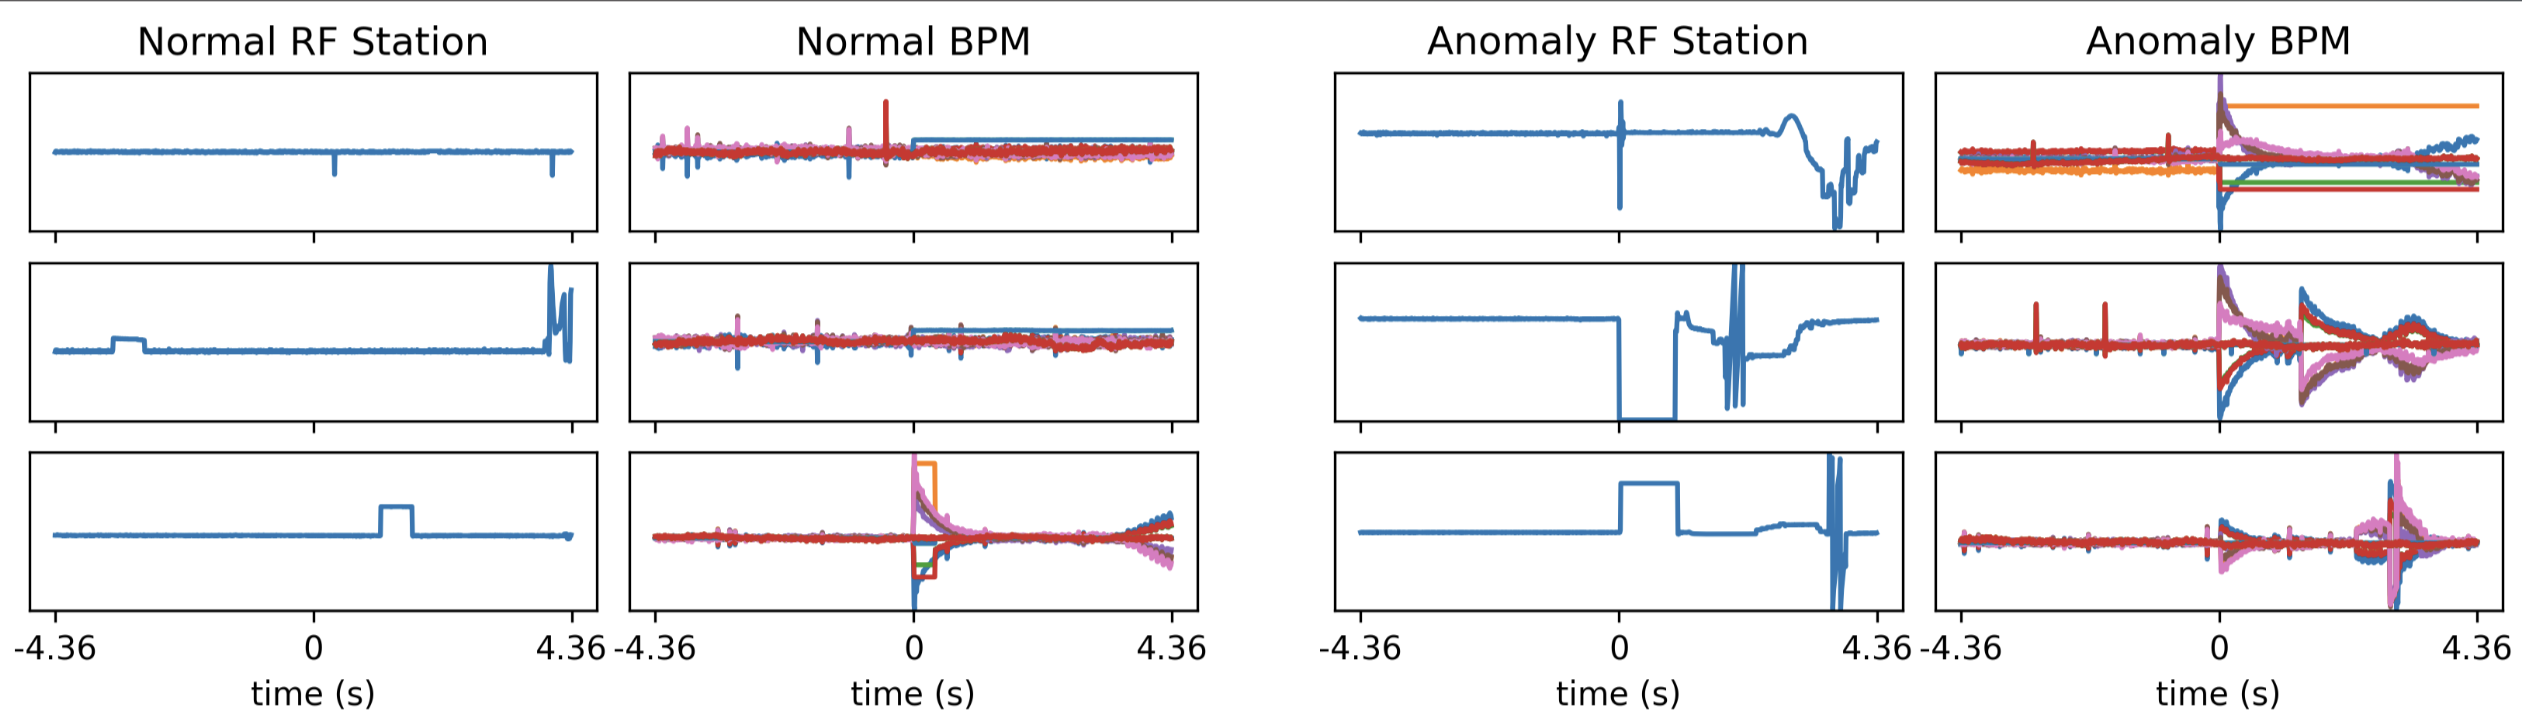 Normal RF Station Normal BPM Anomaly RF Station Anomaly BPM
-4.36 0 4.36 -4.36 0 4.36 -4.36 0 4.36 -4.36 0 4.36
time (s) time (s) time (s) time (s)